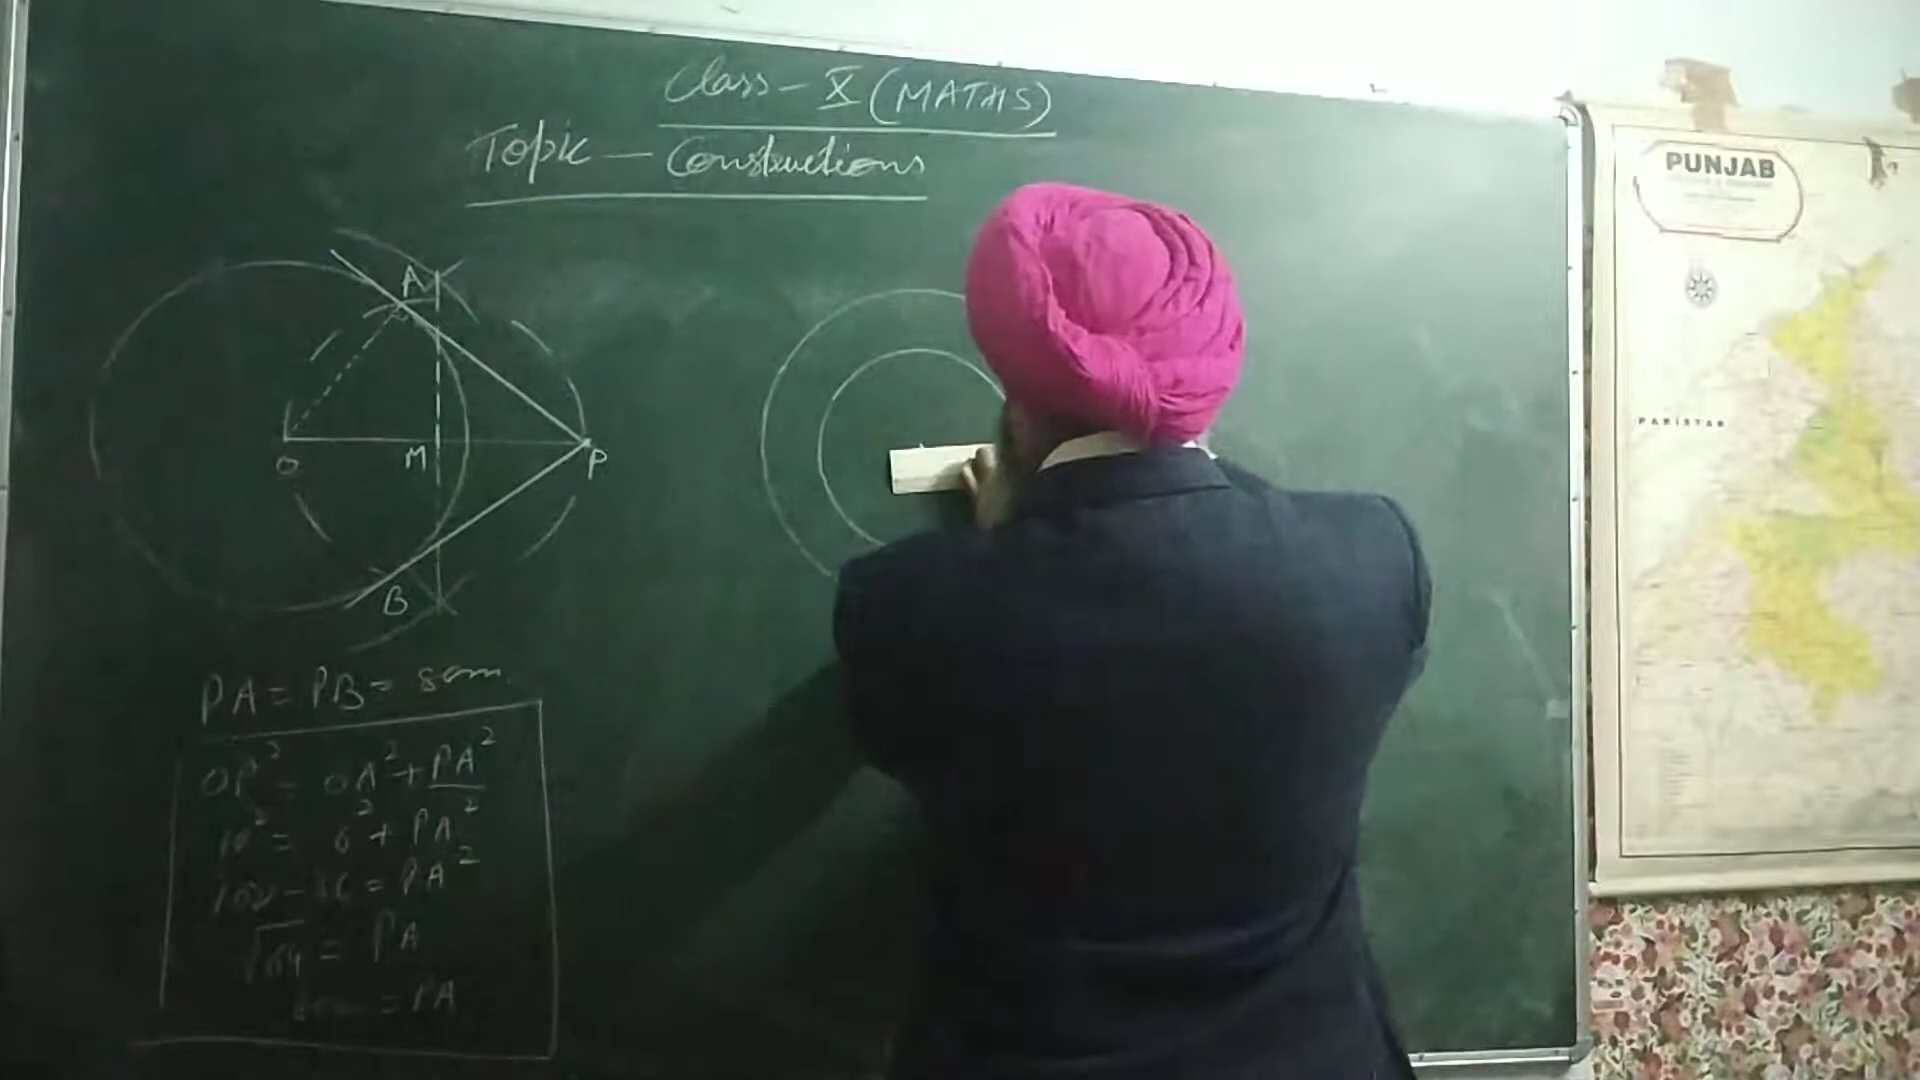 Class - X (MATHS)
Topic - Constructions
A
O
M
P
B
PA = PB = 8cm.
OP² = OA² + PA²
10² = 6² + PA²
100 - 36 = PA²
√64 = PA
8cm = PA
PUNJAB
PAKISTAN